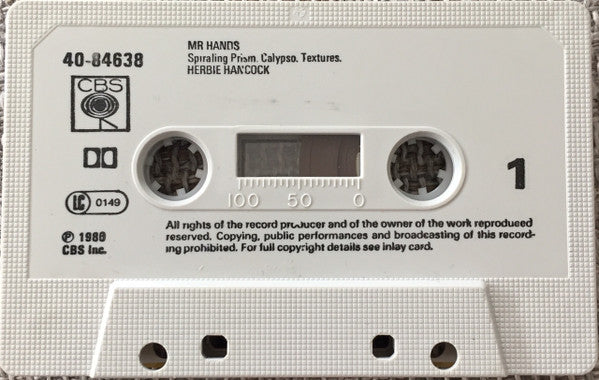 MR HANDS
40-84638
Spiraling Prism. Calypso. Textures.
HERBIE HANCOCK
CBS
LC 0149
1
100 50 0
℗ 1980
CBS Inc.
All rights of the record producer and of the owner of the work reproduced
reserved. Copying, public performances and broadcasting of this record-
ing prohibited. For full copyright details see inlay card.